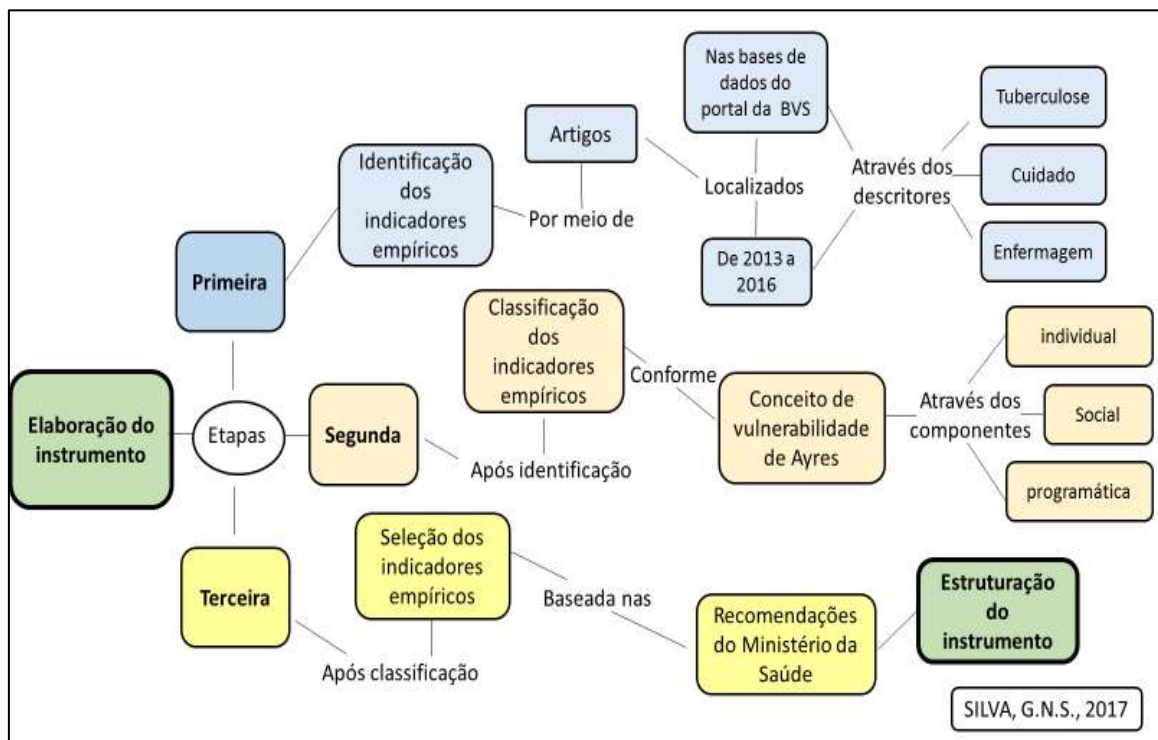 Elaboração do
instrumento
Etapas
Primeira
Identificação
dos
indicadores
empíricos
Por meio de
Artigos
Localizados
Nas bases de
dados do
portal da BVS
De 2013 a
2016
Através dos
descritores
Tuberculose
Cuidado
Enfermagem
Segunda
Após identificação
Classificação
dos
indicadores
empíricos
Conforme
Conceito de
vulnerabilidade
de Ayres
Através dos
componentes
individual
Social
programática
Terceira
Após classificação
Seleção dos
indicadores
empíricos
Baseada nas
Recomendações
do Ministério da
Saúde
Estruturação
do
instrumento
SILVA, G.N.S., 2017